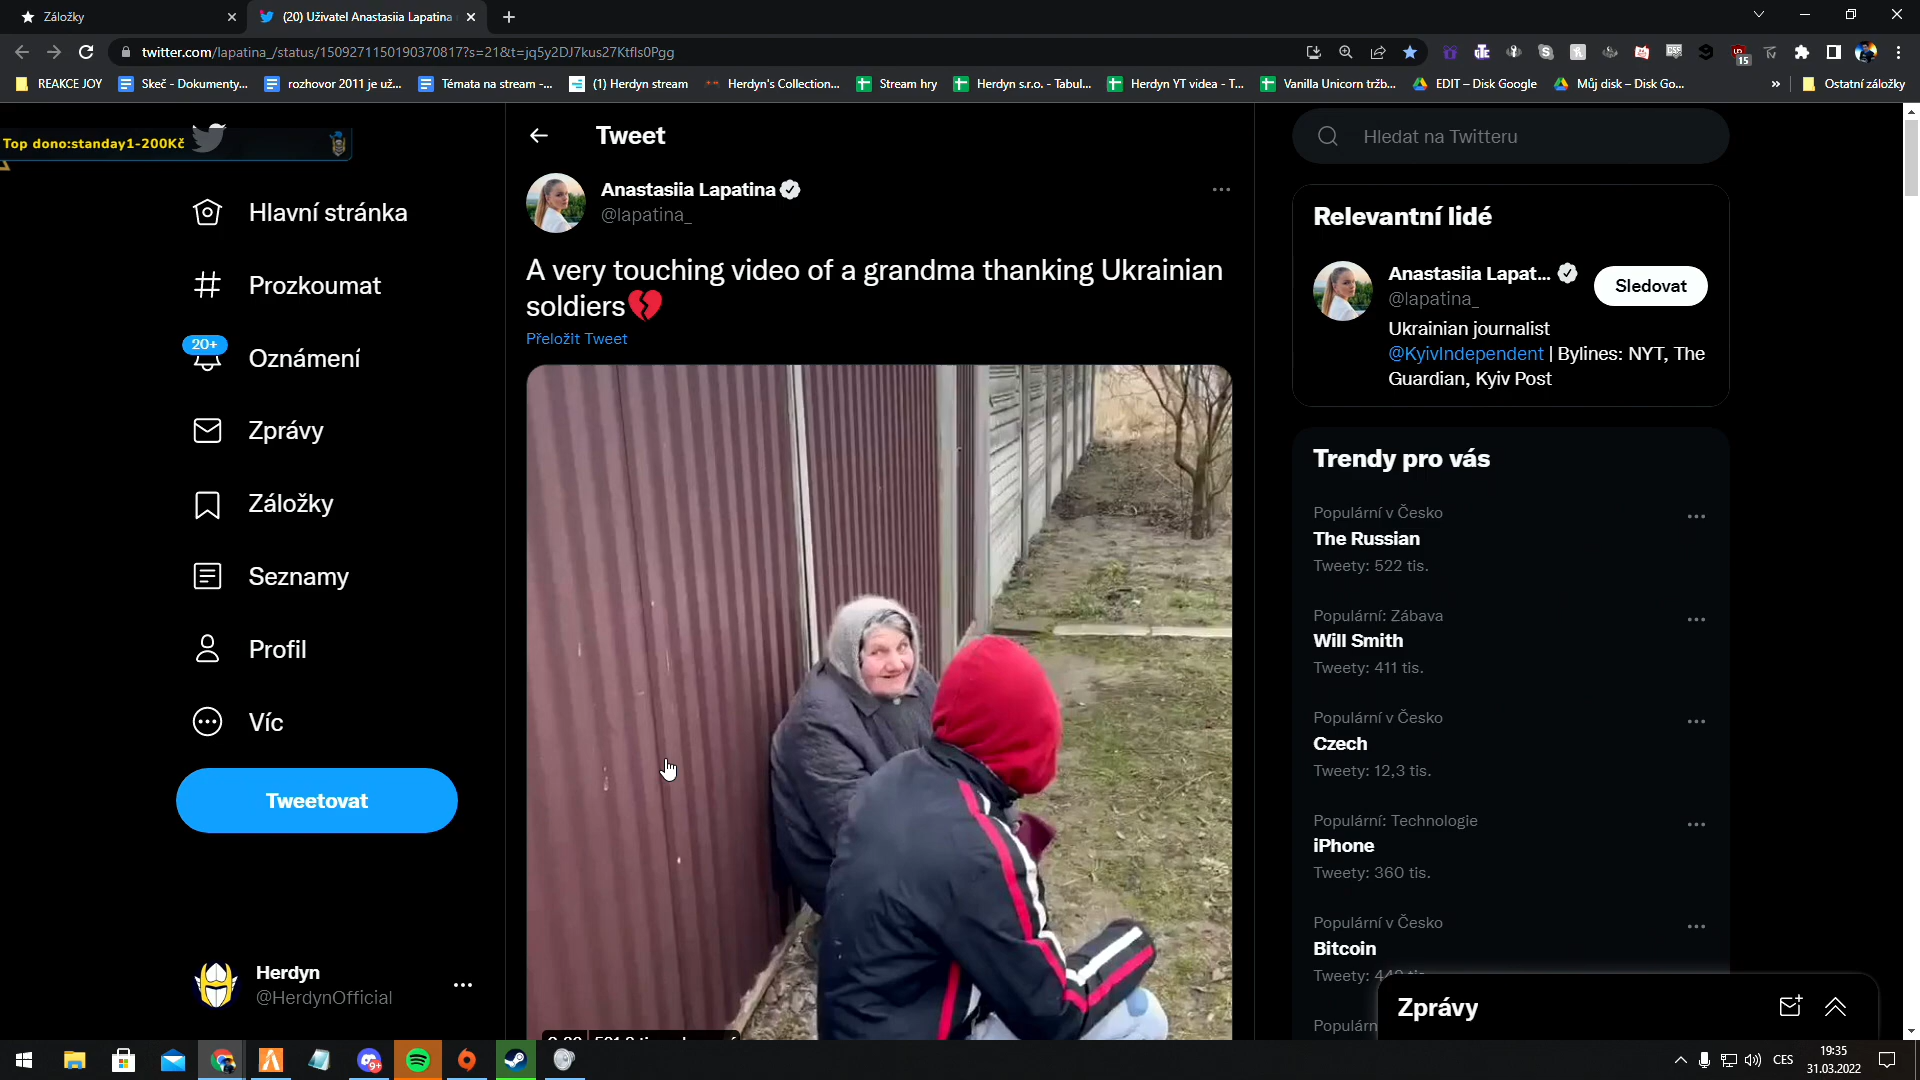 Záložky
(20) Uživatel Anastasiia Lapatina
twitter.com/lapatina_/status/1509271150190370817?s=21&t=jq5y2DJ7kus27Ktfls0Pgg
15
REAKCE JOY
Skeč - Dokumenty...
rozhovor 2011 je už...
Témata na stream -...
(1) Herdyn stream
Herdyn's Collection...
Stream hry
Herdyn s.r.o. - Tabul...
Herdyn YT videa - T...
Vanilla Unicorn tržb...
EDIT – Disk Google
Můj disk – Disk Go...
»
Ostatní záložky
Top dono:standay1-200Kč
Hlavní stránka
Prozkoumat
20+
Oznámení
Zprávy
Záložky
Seznamy
Profil
Víc
Tweetovat
Herdyn
@HerdynOfficial
Tweet
Anastasiia Lapatina
@lapatina_
A very touching video of a grandma thanking Ukrainian
soldiers💔
Přeložit Tweet
Hledat na Twitteru
Relevantní lidé
Anastasiia Lapat...
@lapatina_
Sledovat
Ukrainian journalist
@KyivIndependent | Bylines: NYT, The
Guardian, Kyiv Post
Trendy pro vás
Populární v Česko
The Russian
Tweety: 522 tis.
Populární: Zábava
Will Smith
Tweety: 411 tis.
Populární v Česko
Czech
Tweety: 12,3 tis.
Populární: Technologie
iPhone
Tweety: 360 tis.
Populární v Česko
Bitcoin
Tweety:
Zprávy
9+
CES
19:35
31.03.2022